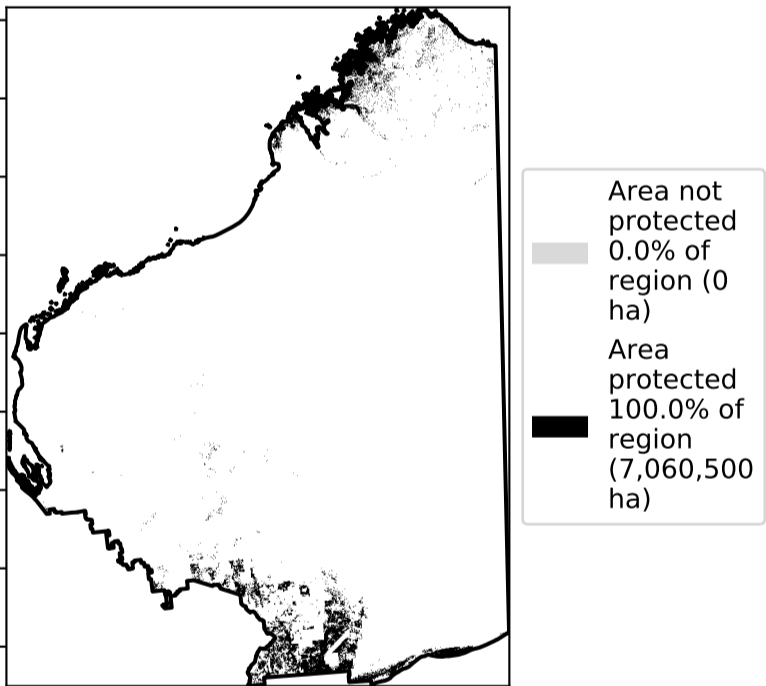 Area not
protected
0.0% of
region (0
ha)
Area
protected
100.0% of
region
(7,060,500
ha)